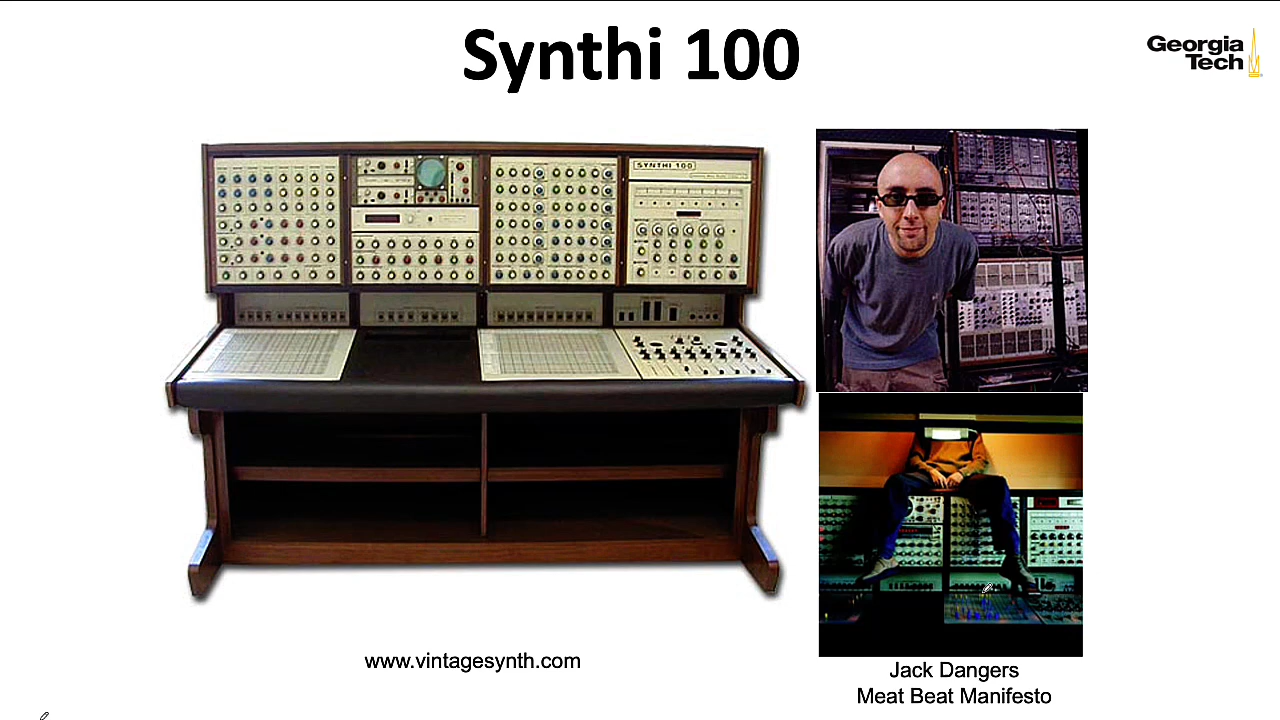 Synthi 100
Georgia
Tech
SYNTHI 100
www.vintagesynth.com
Jack Dangers
Meat Beat Manifesto